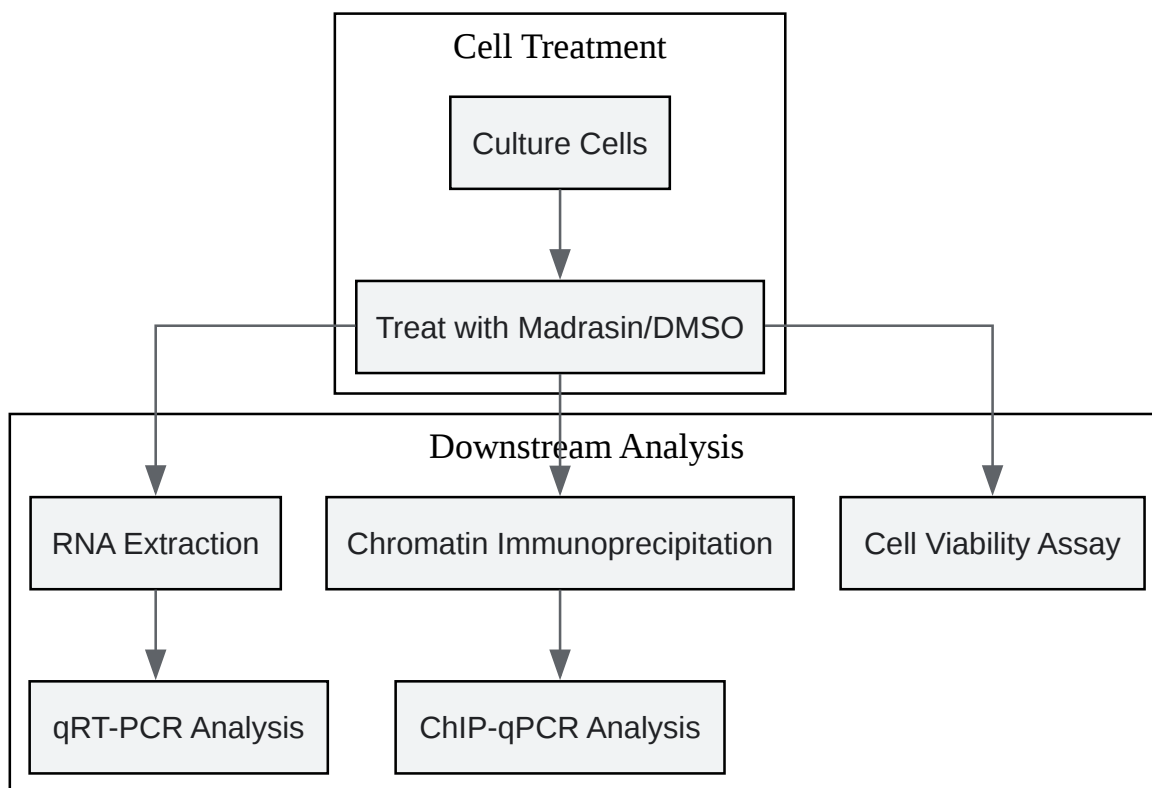 Cell Treatment
Culture Cells
Treat with Madrasin/DMSO
Downstream Analysis
RNA Extraction
Chromatin Immunoprecipitation
Cell Viability Assay
qRT-PCR Analysis
ChIP-qPCR Analysis